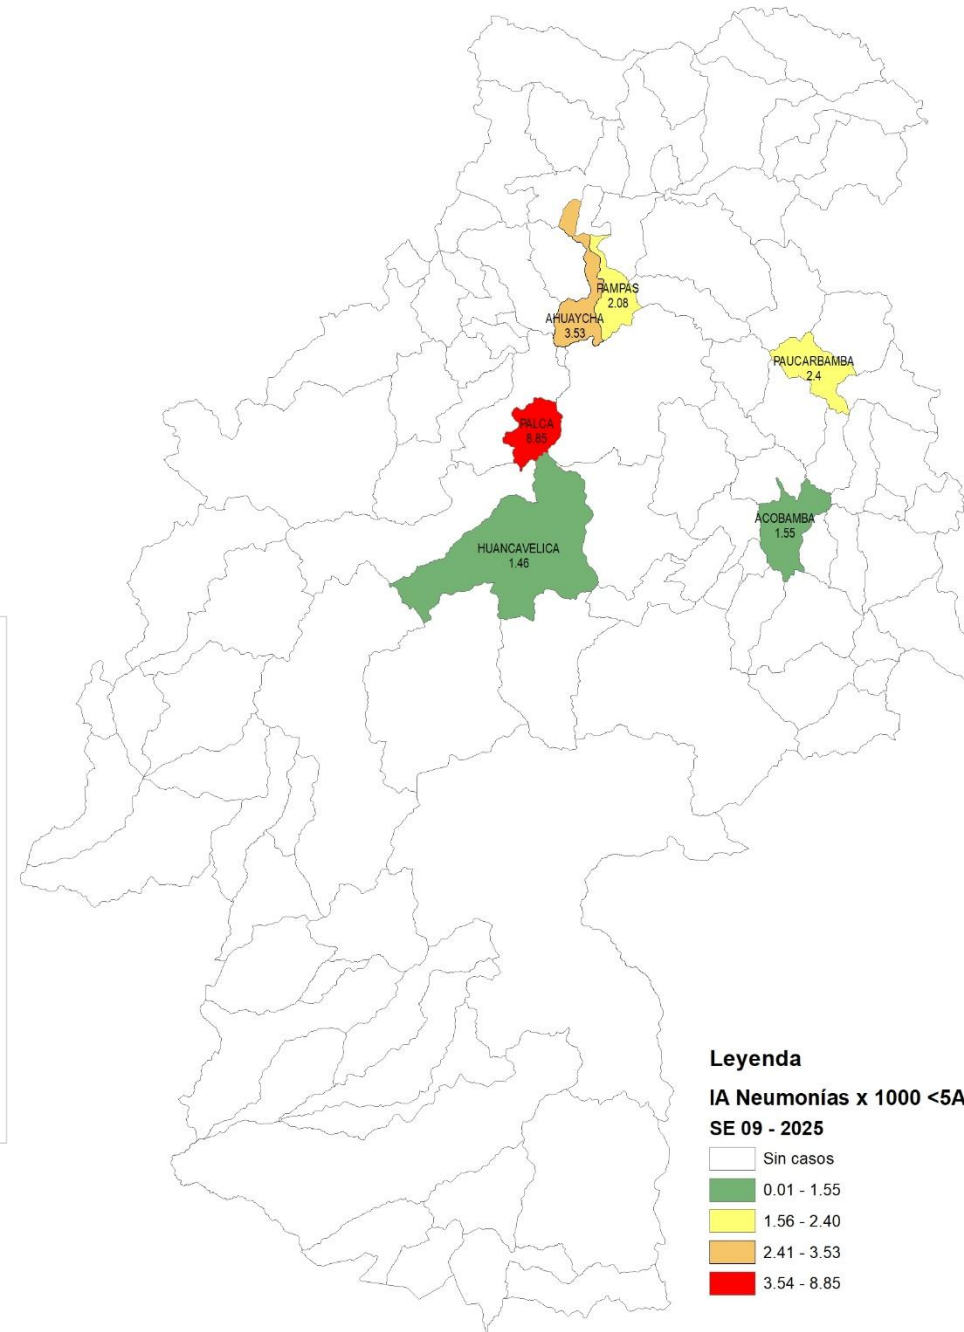 PAMPAS
2.08
AHUAYCHA
3.53
PAUCARBAMBA
2.4
PALCA
8.85
ACOBAMBA
1.55
HUANCAVELICA
1.46
Leyenda
IA Neumonías x 1000 <5A
SE 09 - 2025
Sin casos
0.01 - 1.55
1.56 - 2.40
2.41 - 3.53
3.54 - 8.85